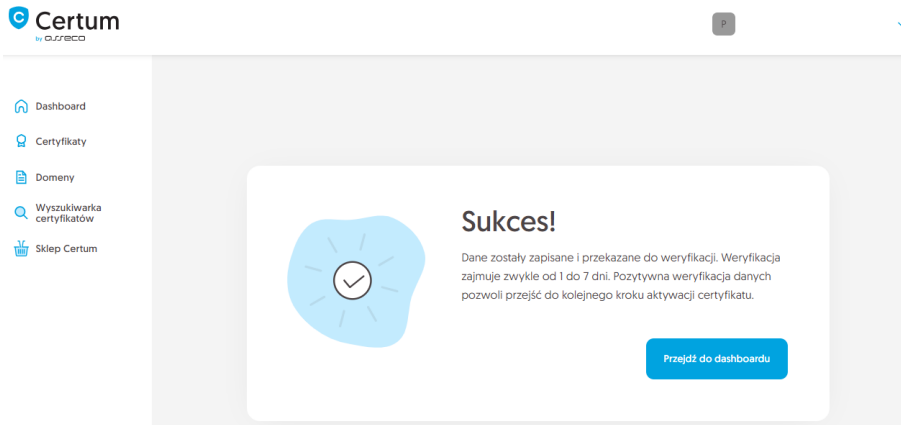 Certum
by asseco
P
Dashboard
Certyfikaty
Domeny
Wyszukiwarka
certyfikatów
Sklep Certum
Sukces!
Dane zostały zapisane i przekazane do weryfikacji. Weryfikacja
zajmuje zwykle od 1 do 7 dni. Pozytywna weryfikacja danych
pozwoli przejść do kolejnego kroku aktywacji certyfikatu.
Przejdź do dashboardu